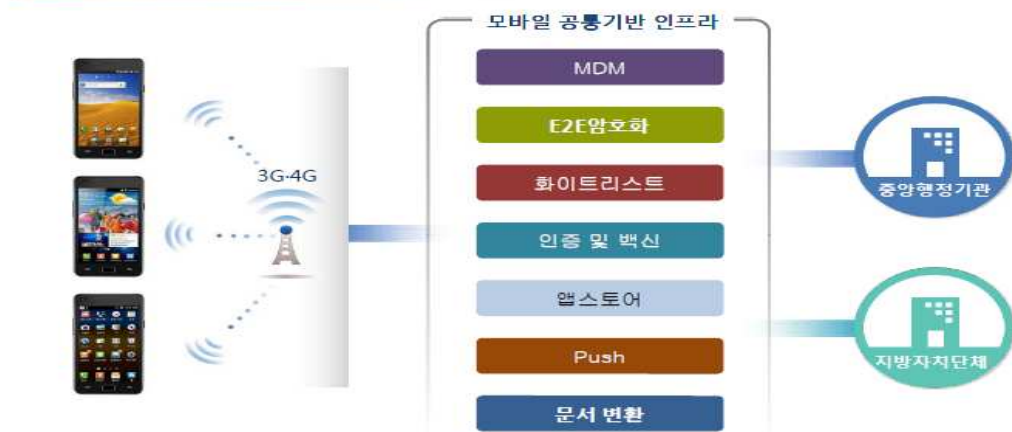 모바일 공통기반 인프라
MDM
E2E암호화
3G·4G
화이트리스트
중앙행정기관
인증 및 백신
앱스토어
Push
지방자치단체
문서 변환